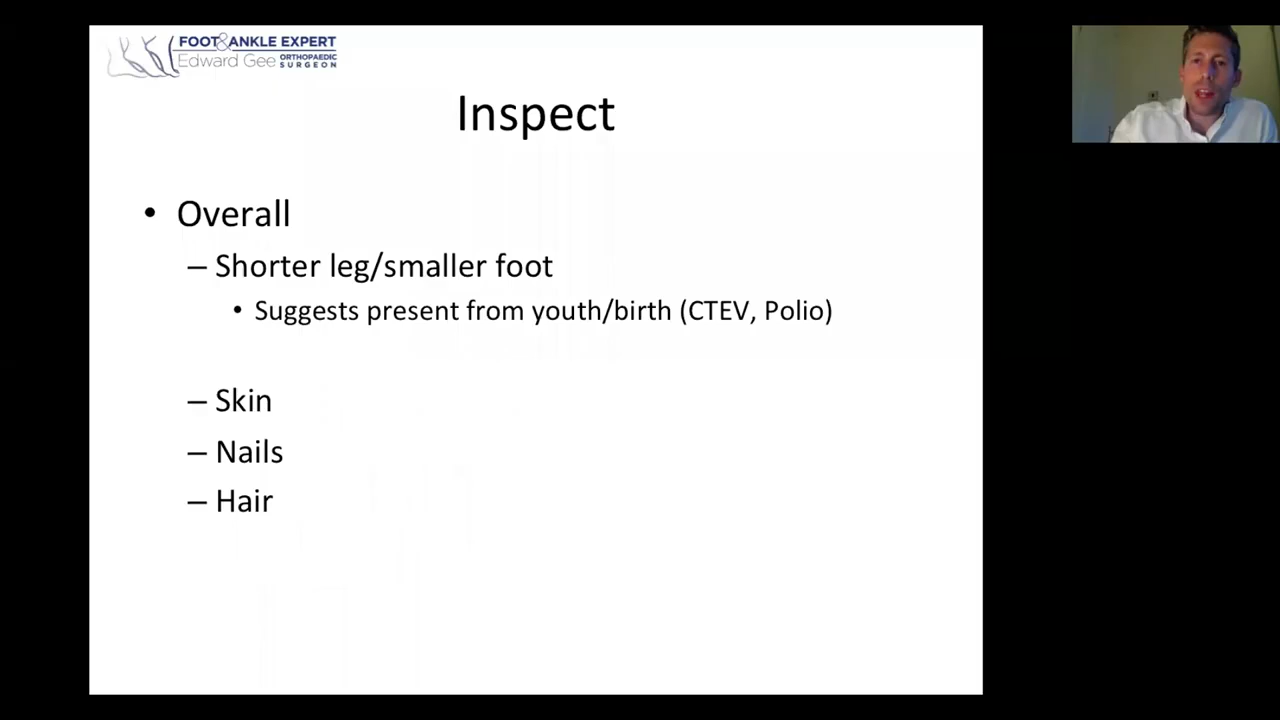 FOOT & ANKLE EXPERT
Edward Gee ORTHOPAEDIC SURGEON
Inspect
• Overall
– Shorter leg/smaller foot
• Suggests present from youth/birth (CTEV, Polio)
– Skin
– Nails
– Hair